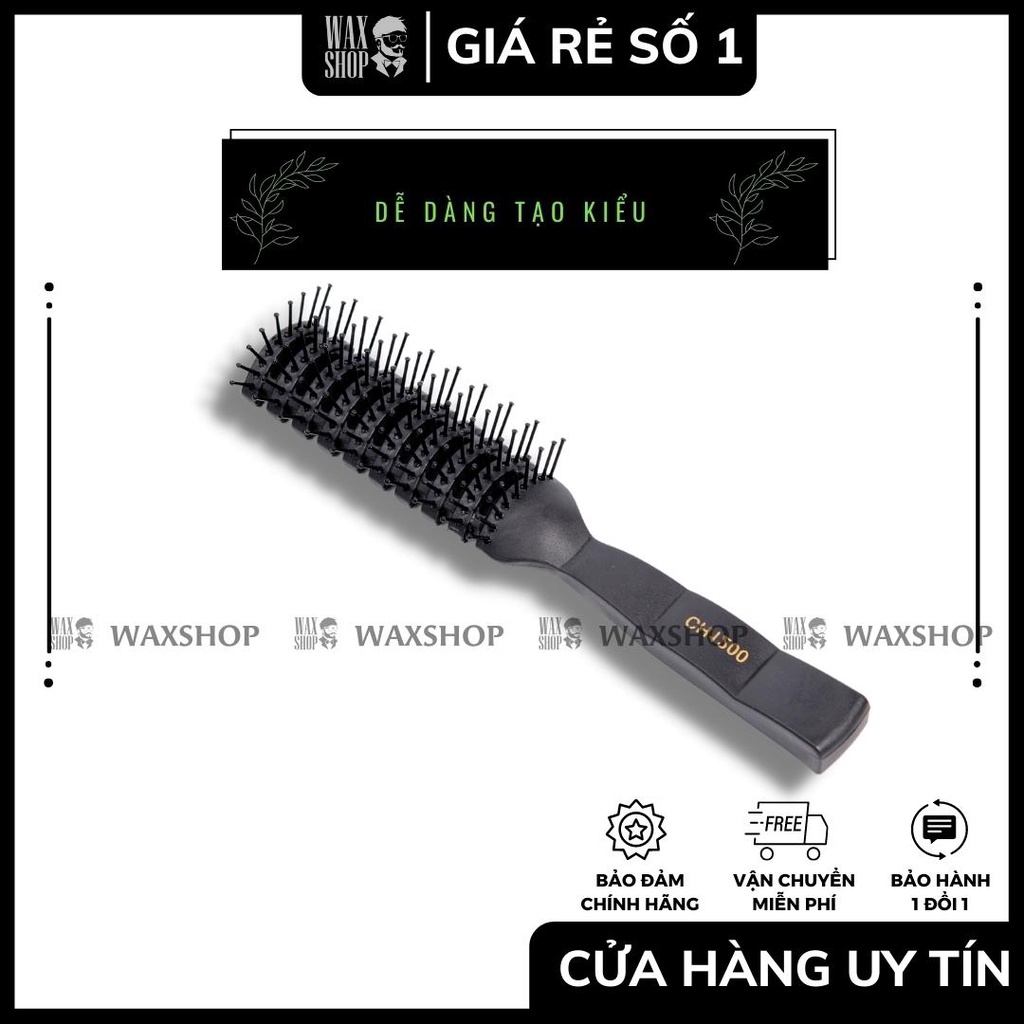 WAX
SHOP
GIÁ RẺ SỐ 1
DỄ DÀNG TẠO KIỂU
WAX SHOP WAXSHOP WAX SHOP WAXSHOP WAX SHOP WAXSHOP WAX SHOP WAXSHOP
FREE
BẢO ĐẢM
CHÍNH HÃNG
VẬN CHUYỂN
MIỄN PHÍ
BẢO HÀNH
1 ĐỔI 1
CỬA HÀNG UY TÍN